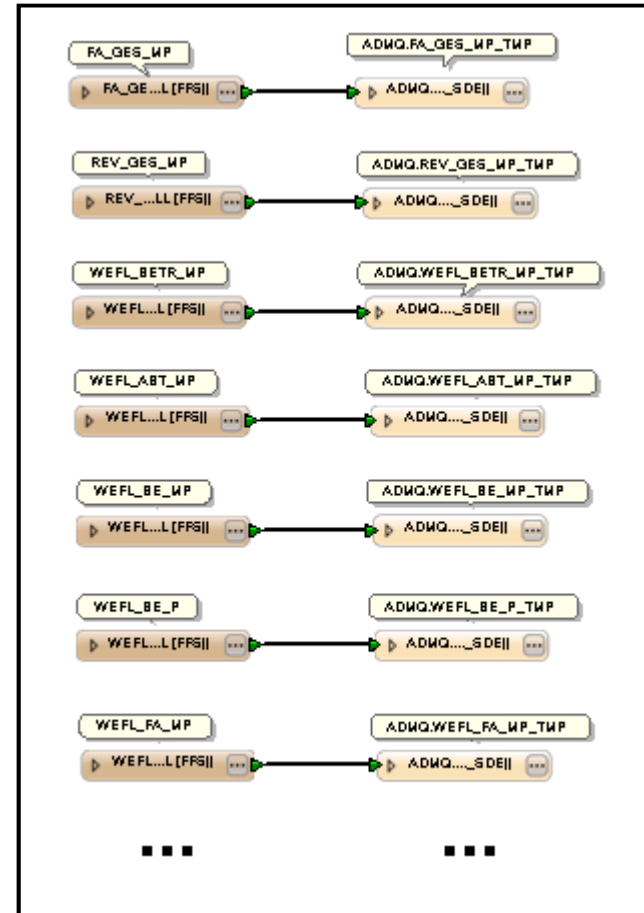 FA_GES_MP
ADMQ.FA_GES_MP_TMP
FA_GE...L [FFS]
ADMQ...._SDE]
REV_GES_MP
ADMQ.REV_GES_MP_TMP
REV_...LL [FFS]
ADMQ...._SDE]
WEFL_BETR_MP
ADMQ.WEFL_BETR_MP_TMP
WEFL...L [FFS]
ADMQ...._SDE]
WEFL_ABT_MP
ADMQ.WEFL_ABT_MP_TMP
WEFL...L [FFS]
ADMQ...._SDE]
WEFL_BE_MP
ADMQ.WEFL_BE_MP_TMP
WEFL...L [FFS]
ADMQ...._SDE]
WEFL_BE_P
ADMQ.WEFL_BE_P_TMP
WEFL...L [FFS]
ADMQ...._SDE]
WEFL_FA_MP
ADMQ.WEFL_FA_MP_TMP
WEFL...L [FFS]
ADMQ...._SDE]
... ...